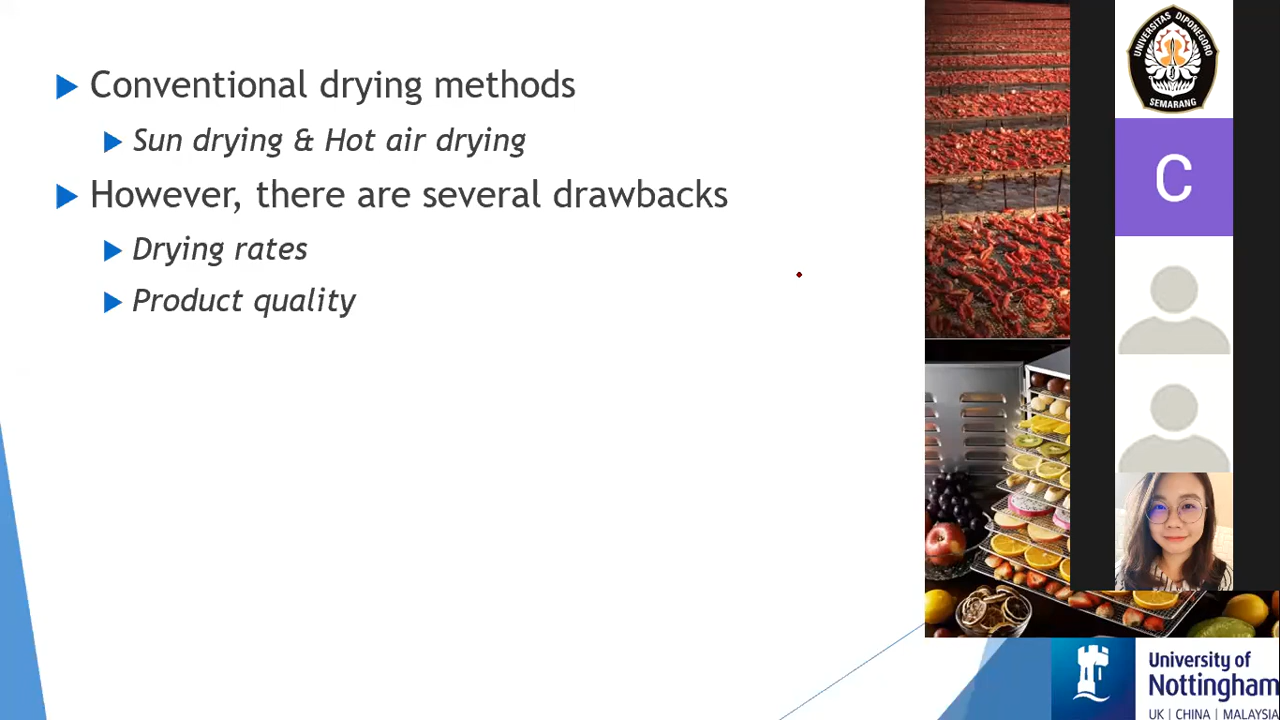 Conventional drying methods
Sun drying & Hot air drying
However, there are several drawbacks
Drying rates
Product quality
UNIVERSITAS DIPONEGORO
SEMARANG
C
University of
Nottingham
UK | CHINA | MALAYSIA